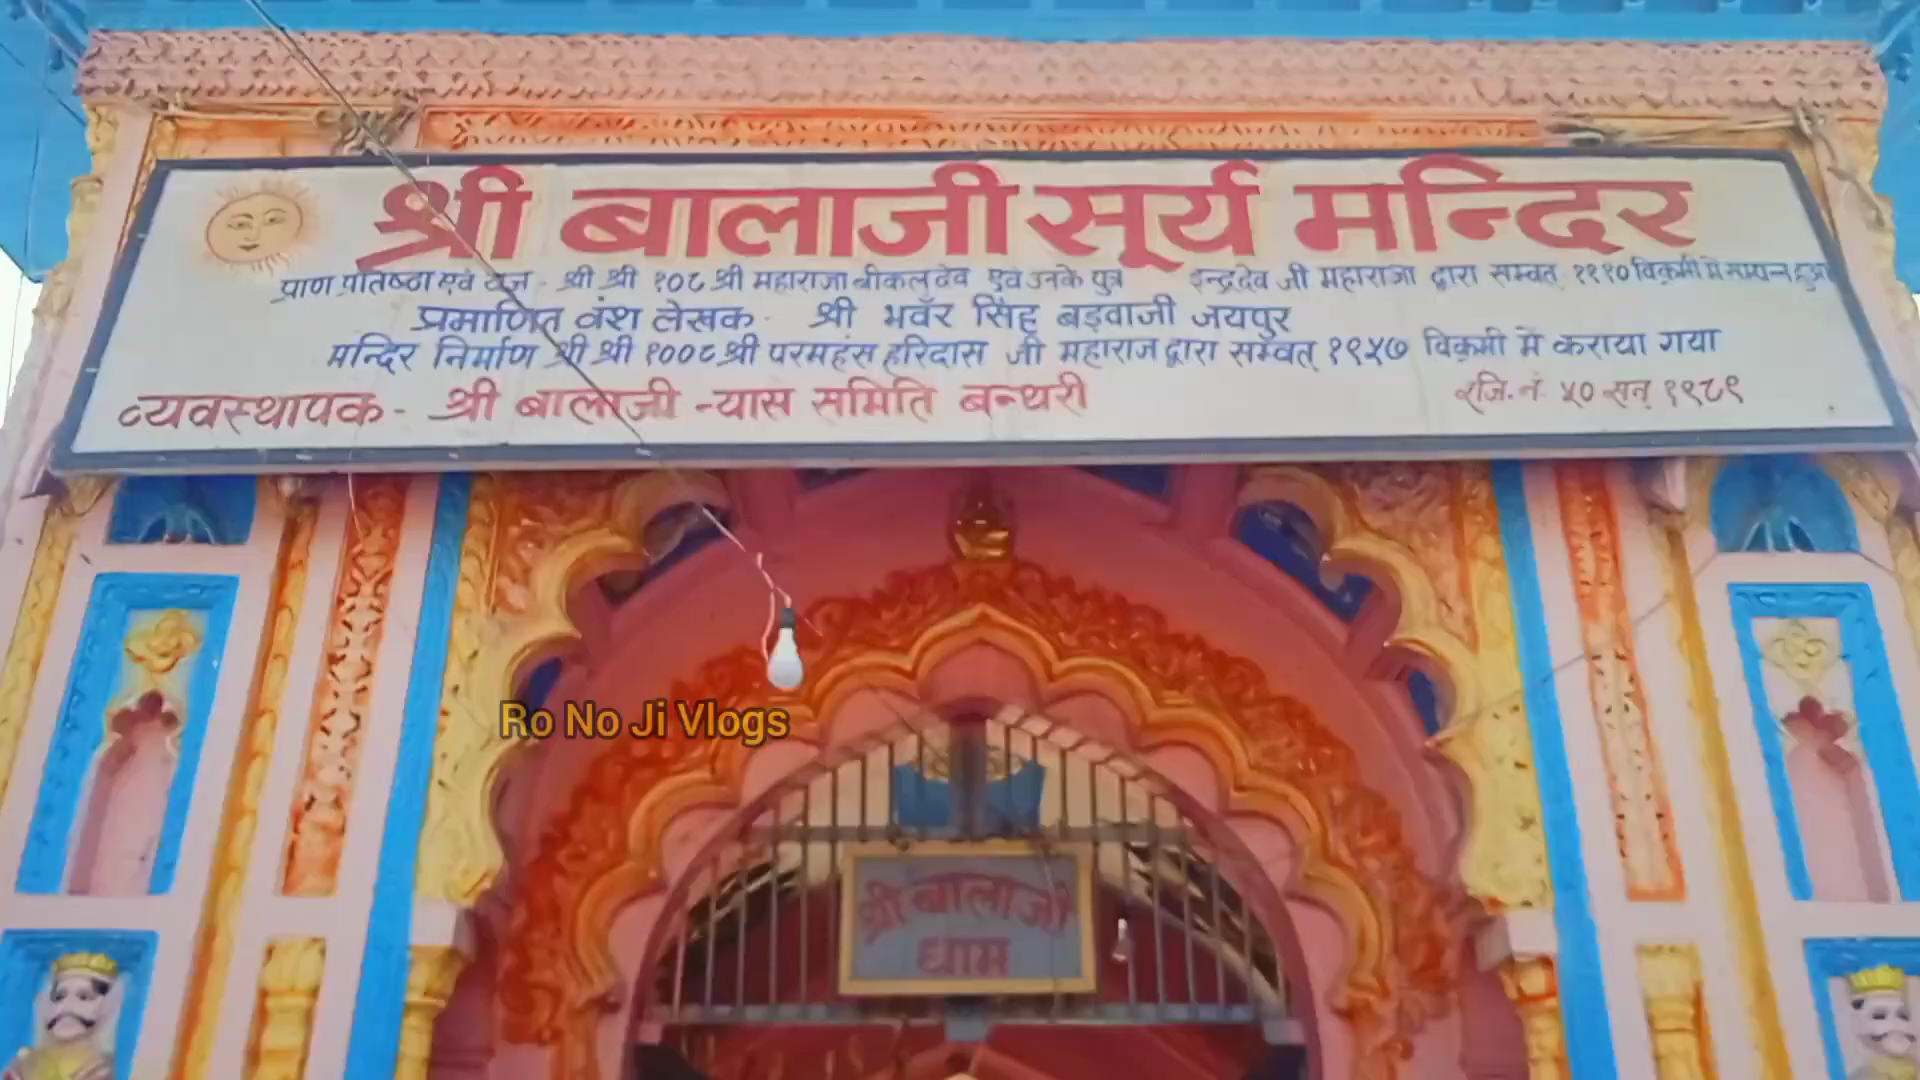 श्री बालाजी सूर्य मन्दिर
प्राण प्रतिष्ठा एवं यज्ञ - श्री श्री १०८ श्री महाराजा बीकलदेव एवं उनके पुत्र इन्द्रदेव जी महाराजा द्वारा सम्वत् १११० विक्रमी में सम्पन्न हुआ
प्रमाणित वंश लेखक - श्री भवँर सिंह बड़वाजी जयपुर
मन्दिर निर्माण श्री श्री १००८ श्री परमहंस हरिदास जी महाराज द्वारा सम्वत् १९५७ विक्रमी में कराया गया
व्यवस्थापक - श्री बालाजी न्यास समिति बन्थरी
रजि. नं. ५० सन् १९८९
Ro No Ji Vlogs
श्री बालाजी
धाम